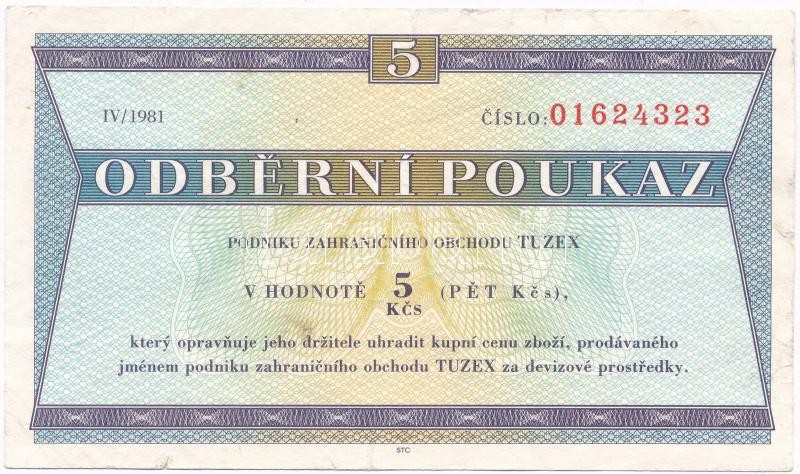 5
IV/1981 ČÍSLO: 01624323
ODBĚRNÍ POUKAZ
PODNIKU ZAHRANIČNÍHO OBCHODU TUZEX
V HODNOTĚ 5 KČS (PĚT Kčs),
který opravňuje jeho držitele uhradit kupní cenu zboží, prodávaného
jménem podniku zahraničního obchodu TUZEX za devizové prostředky.
STC